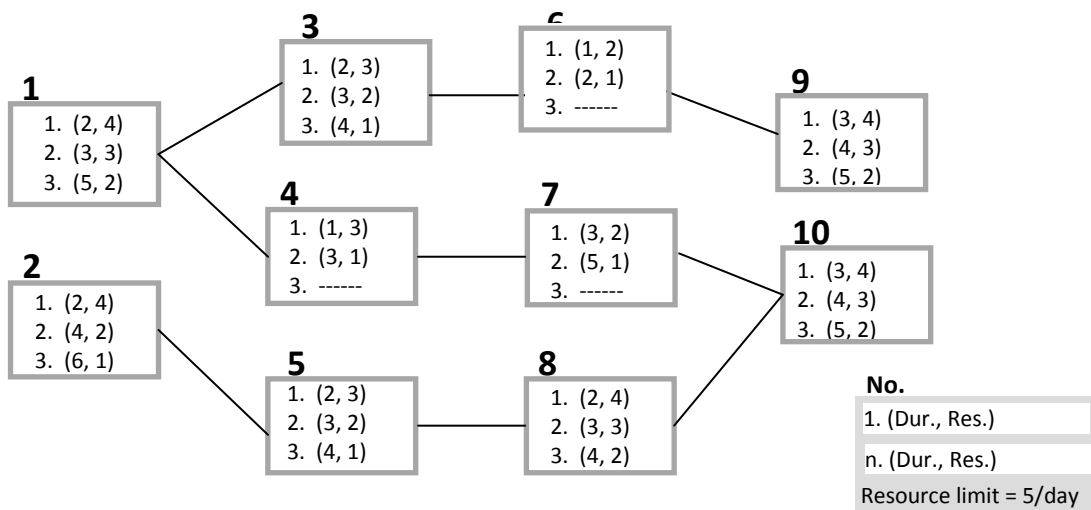 1
1. (2, 4)
2. (3, 3)
3. (5, 2)
2
1. (2, 4)
2. (4, 2)
3. (6, 1)
3
1. (2, 3)
2. (3, 2)
3. (4, 1)
4
1. (1, 3)
2. (3, 1)
3. ------
5
1. (2, 3)
2. (3, 2)
3. (4, 1)
6
1. (1, 2)
2. (2, 1)
3. ------
7
1. (3, 2)
2. (5, 1)
3. ------
8
1. (2, 4)
2. (3, 3)
3. (4, 2)
9
1. (3, 4)
2. (4, 3)
3. (5, 2)
10
1. (3, 4)
2. (4, 3)
3. (5, 2)
No.
1. (Dur., Res.)
n. (Dur., Res.)
Resource limit = 5/day